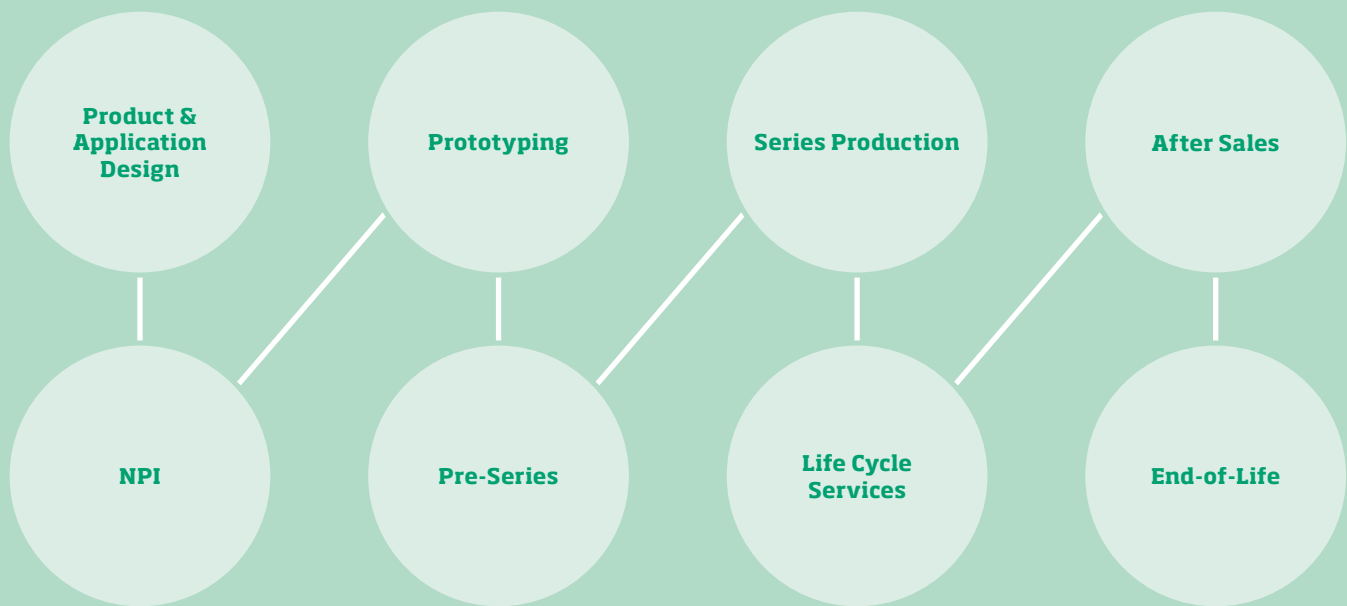 Product &
Application
Design
NPI
Prototyping
Pre-Series
Series Production
Life Cycle
Services
After Sales
End-of-Life